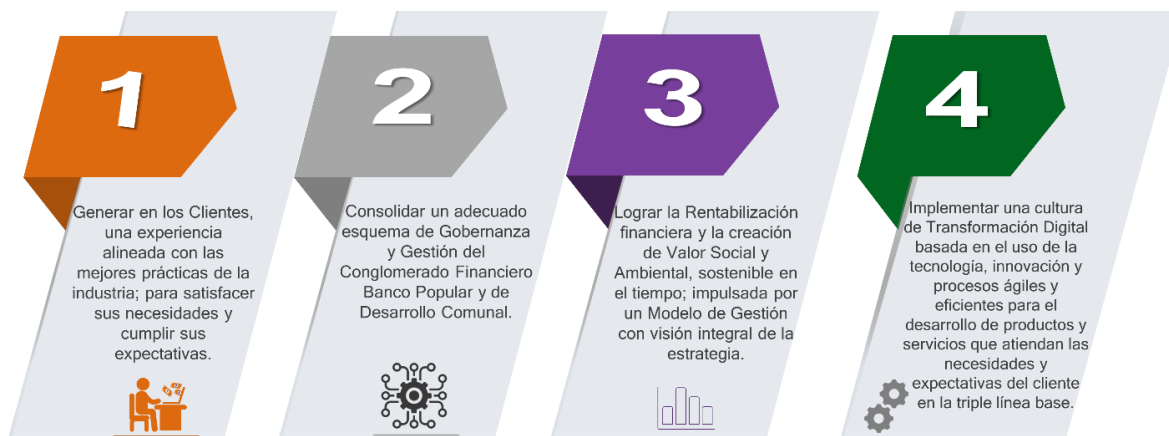 1
Generar en los Clientes,
una experiencia
alineada con las
mejores prácticas de la
industria; para satisfacer
sus necesidades y
cumplir sus
expectativas.
2
Consolidar un adecuado
esquema de Gobernanza
y Gestión del
Conglomerado Financiero
Banco Popular y de
Desarrollo Comunal.
3
Lograr la Rentabilización
financiera y la creación
de Valor Social y
Ambiental, sostenible en
el tiempo; impulsada por
un Modelo de Gestión
con visión integral de la
estrategia.
4
Implementar una cultura
de Transformación Digital
basada en el uso de la
tecnología, innovación y
procesos ágiles y
eficientes para el
desarrollo de productos y
servicios que atiendan las
necesidades y
expectativas del cliente
en la triple línea base.